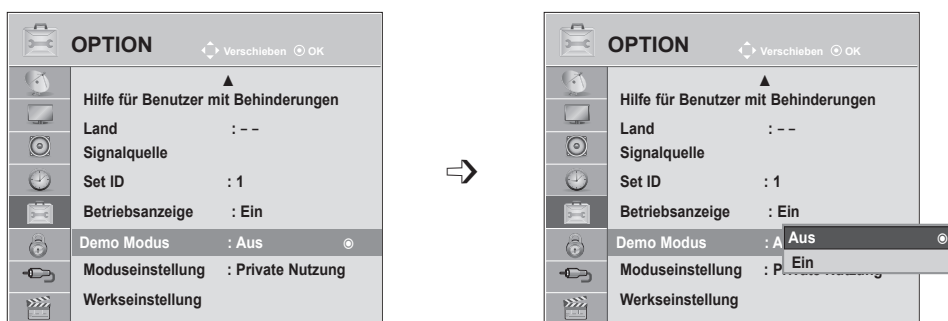 OPTION
Verschieben OK
Hilfe für Benutzer mit Behinderungen
Land : – –
Signalquelle
Set ID : 1
Betriebsanzeige : Ein
Demo Modus : Aus
Moduseinstellung : Private Nutzung
Werkseinstellung
OPTION
Verschieben OK
Hilfe für Benutzer mit Behinderungen
Land : – –
Signalquelle
Set ID : 1
Betriebsanzeige : Ein
Demo Modus : A
Aus
Ein
Moduseinstellung : Private Nutzung
Werkseinstellung